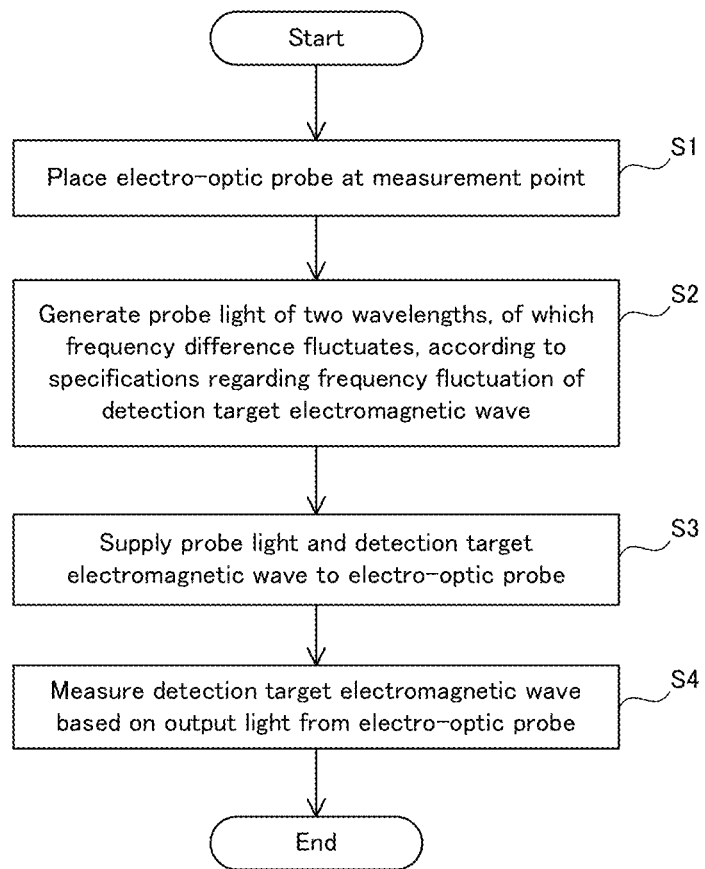 Start
S1
Place electro-optic probe at measurement point
S2
Generate probe light of two wavelengths, of which
frequency difference fluctuates, according to
specifications regarding frequency fluctuation of
detection target electromagnetic wave
S3
Supply probe light and detection target
electromagnetic wave to electro-optic probe
S4
Measure detection target electromagnetic wave
based on output light from electro-optic probe
End